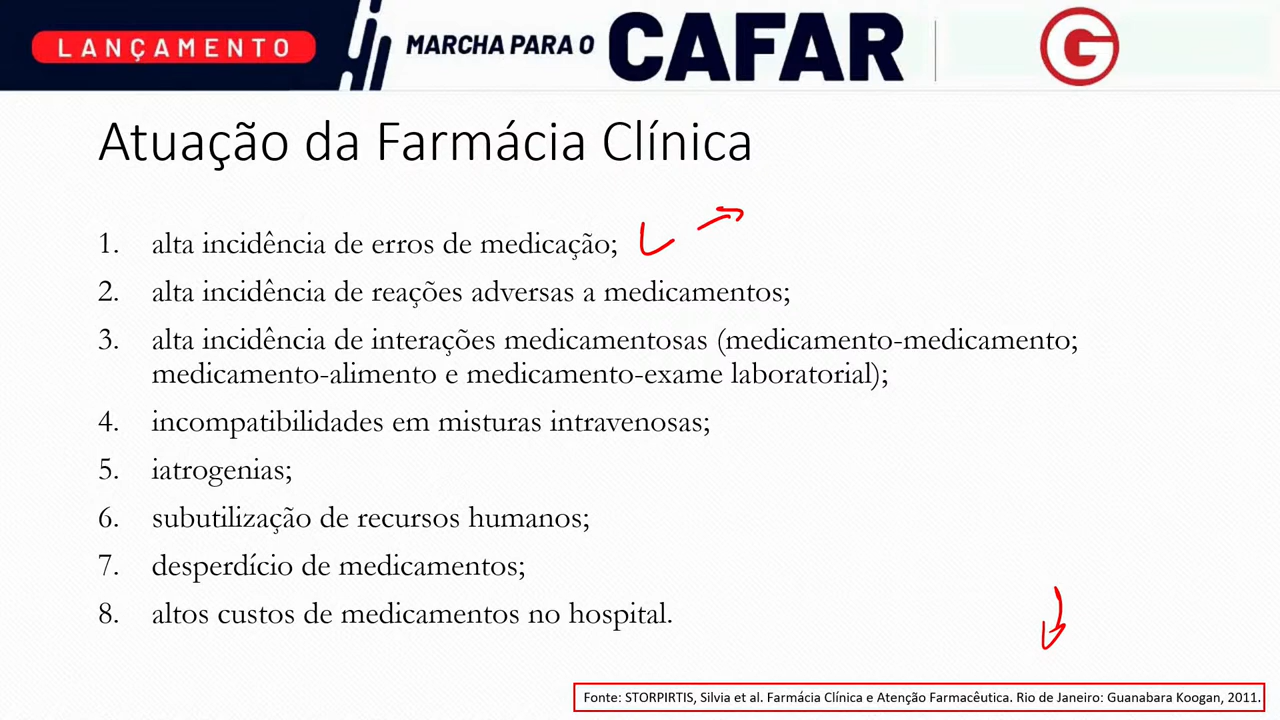 LANÇAMENTO
MARCHA PARA O CAFAR
G
Atuação da Farmácia Clínica
1. alta incidência de erros de medicação;
2. alta incidência de reações adversas a medicamentos;
3. alta incidência de interações medicamentosas (medicamento-medicamento;
medicamento-alimento e medicamento-exame laboratorial);
4. incompatibilidades em misturas intravenosas;
5. iatrogenias;
6. subutilização de recursos humanos;
7. desperdício de medicamentos;
8. altos custos de medicamentos no hospital.
Fonte: STORPIRTIS, Silvia et al. Farmácia Clínica e Atenção Farmacêutica. Rio de Janeiro: Guanabara Koogan, 2011.